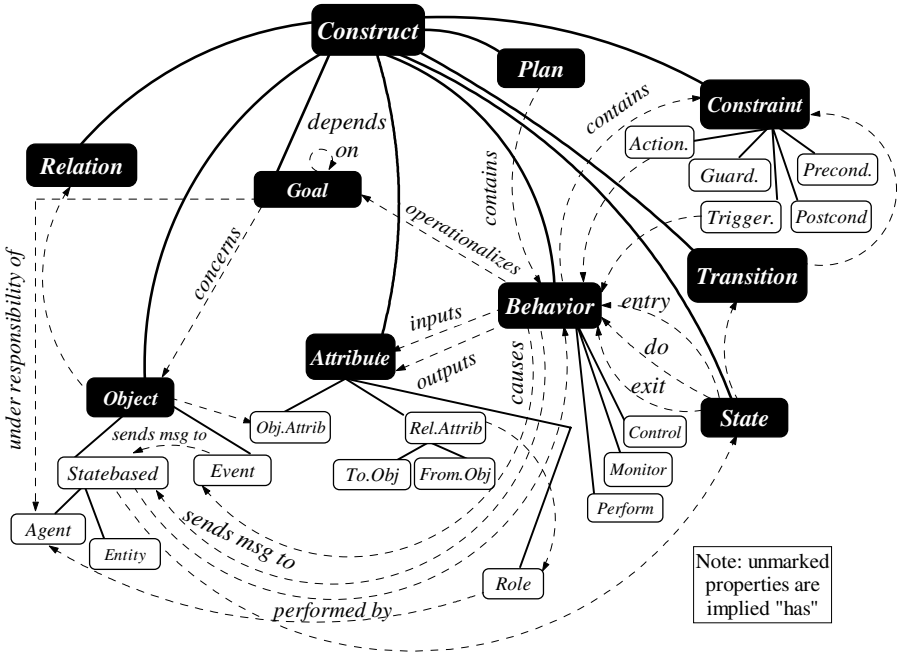 Construct
Plan
Constraint
contains
depends
on
Action.
Guard.
Precond.
Trigger.
Postcond
Relation
Goal
contains
operationalizes
concerns
under responsibility of
Transition
Behavior
entry
inputs
do
Attribute
outputs
causes
exit
Object
State
Obj.Attrib
Rel.Attrib
Control
sends msg to
Statebased
Event
To.Obj
From.Obj
Monitor
Perform
Agent
Entity
sends msg to
Role
performed by
Note: unmarked
properties are
implied "has"